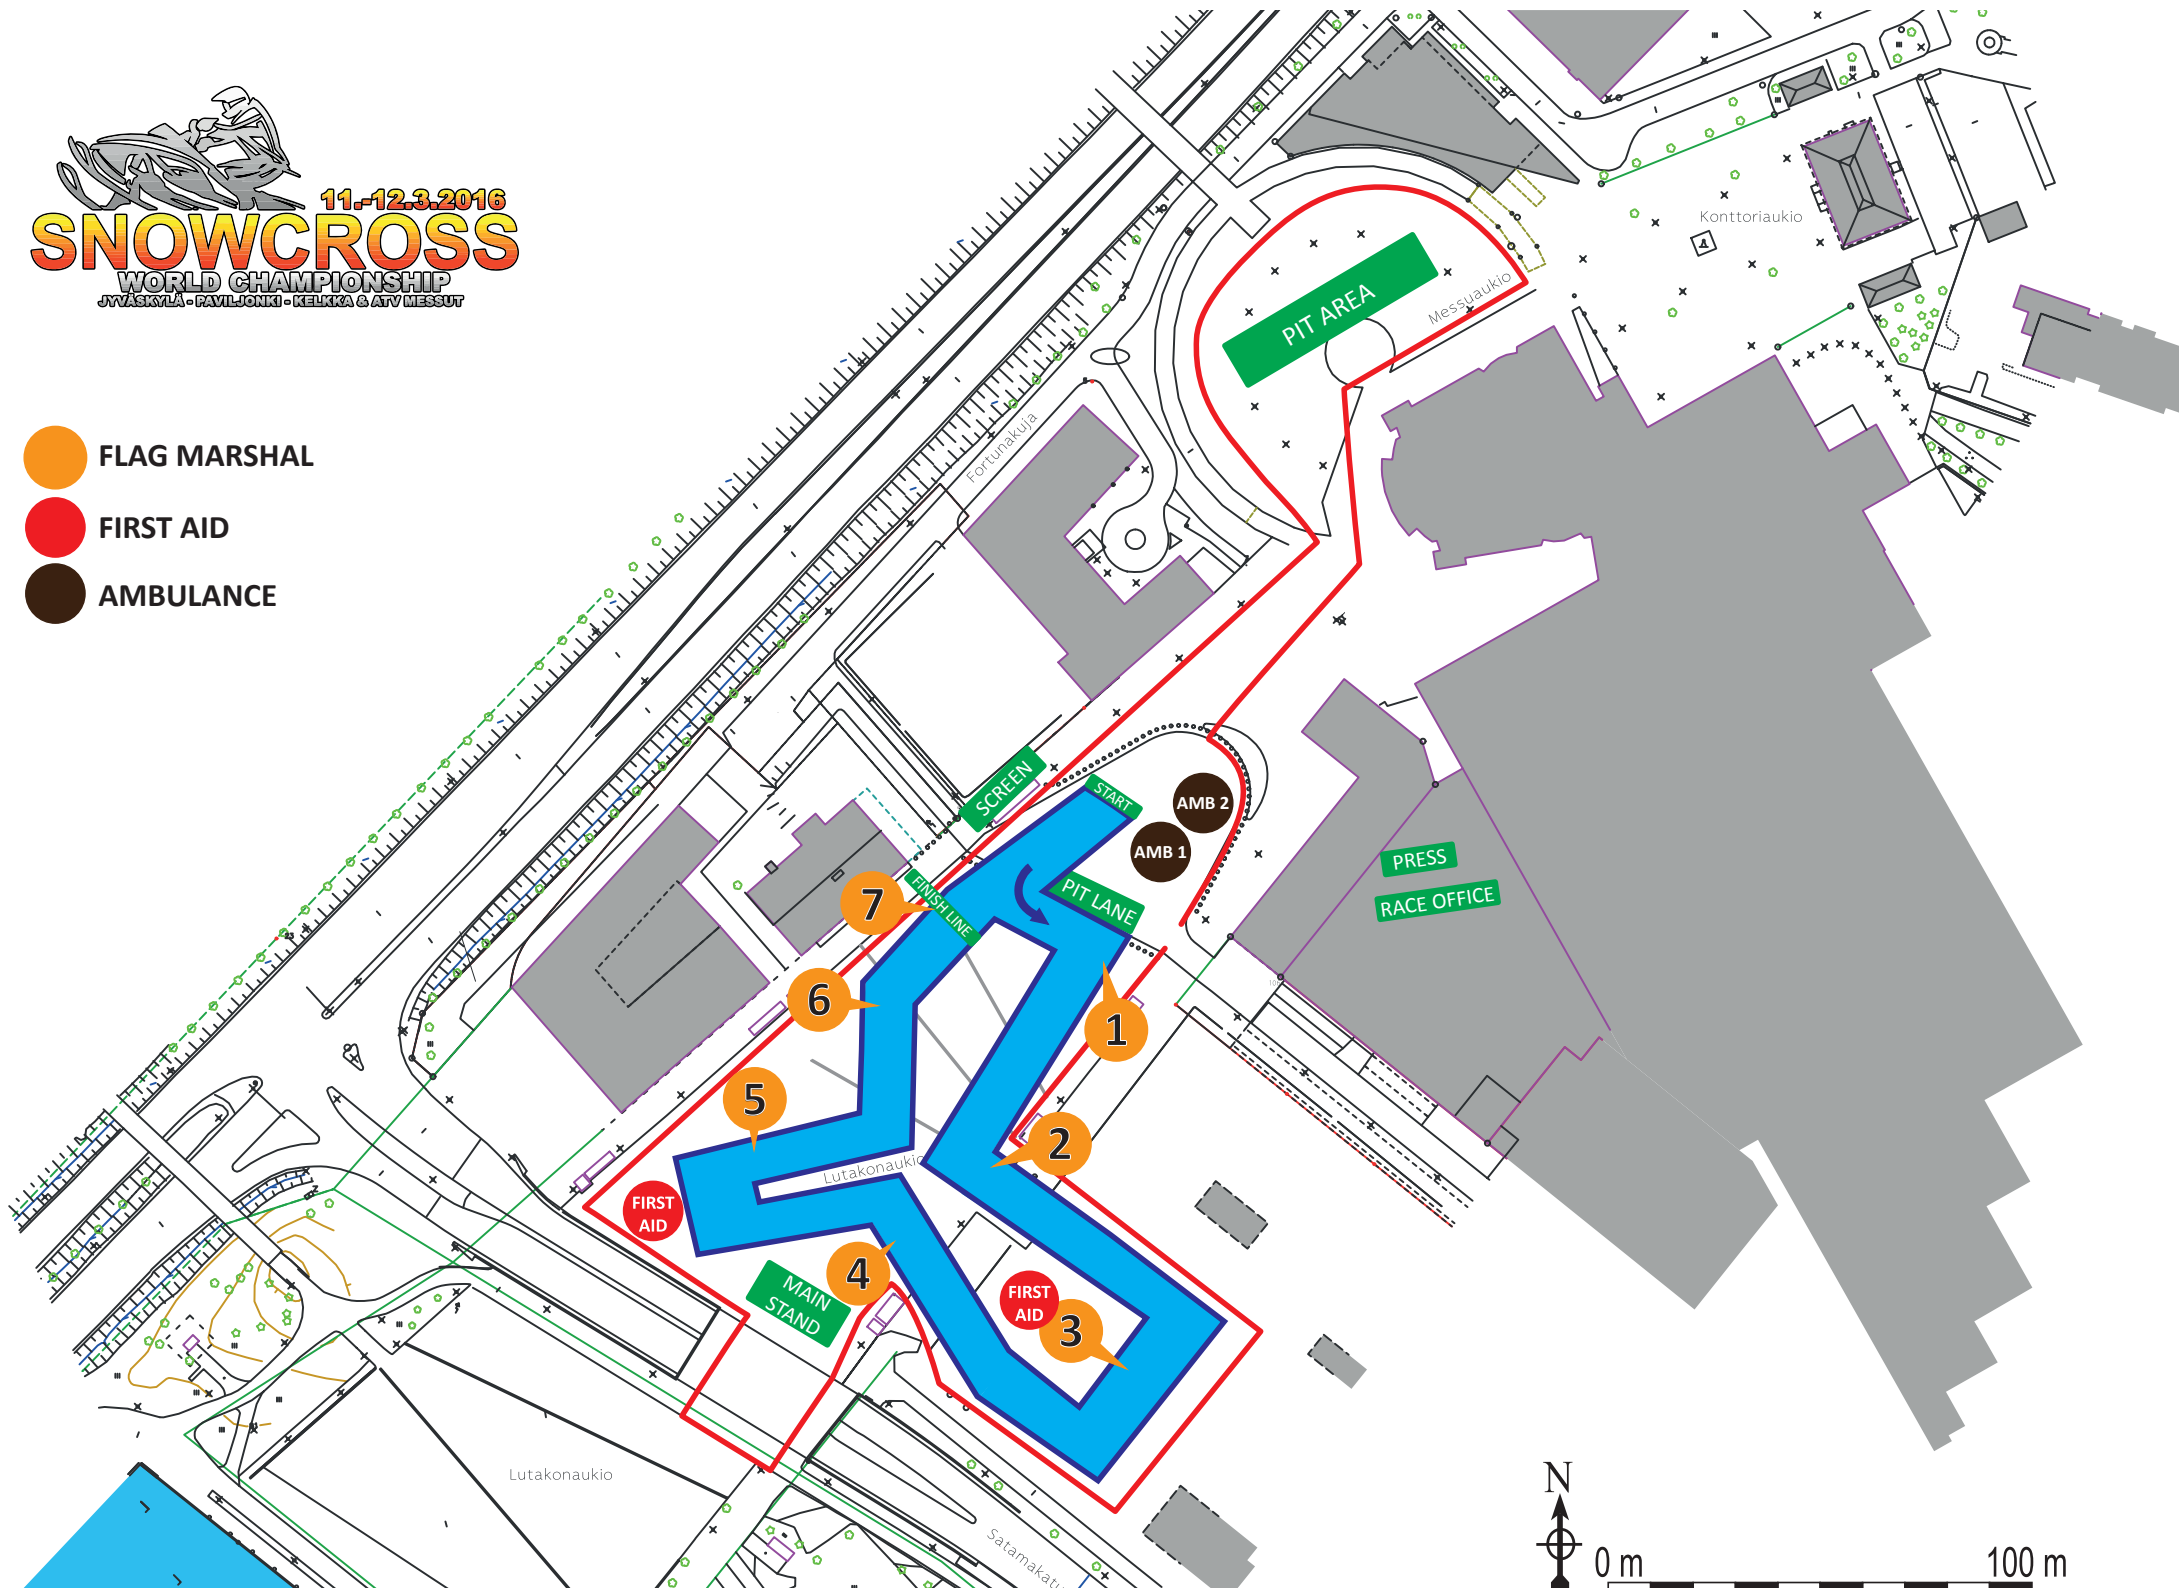 11.-12.3.2016
SNOWCROSS
WORLD CHAMPIONSHIP
JYVÄSKYLÄ - PAVILJONKI - KELKKA & ATV MESSUT
FLAG MARSHAL
FIRST AID
AMBULANCE
Konttoriaukio
PIT AREA
Messuaukio
Fortunakuja
SCREEN
START
AMB 2
AMB 1
PIT LANE
FINISH LINE
PRESS
RACE OFFICE
7
6
1
5
2
Lutakonaukio
FIRST
AID
4
MAIN
STAND
FIRST
AID
3
Lutakonaukio
Satamakatu
N
0 m
100 m